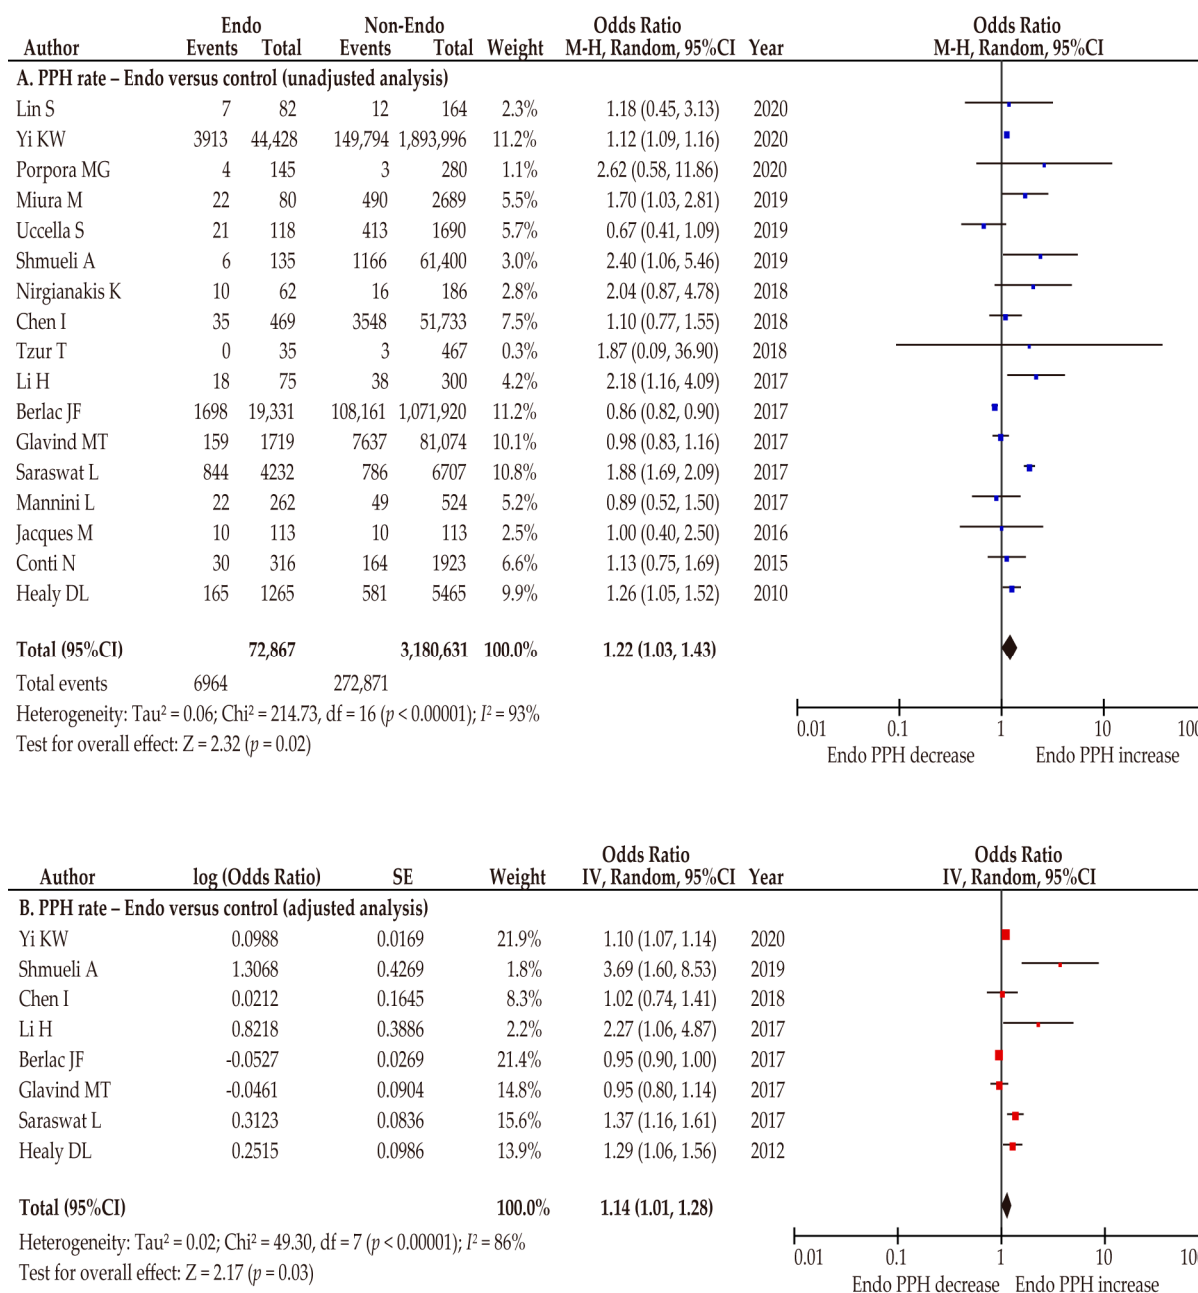 Endo Non-Endo Odds Ratio Odds Ratio
Author Events Total Events Total Weight M-H, Random, 95%CI Year M-H, Random, 95%CI
A. PPH rate – Endo versus control (unadjusted analysis)
Lin S 7 82 12 164 2.3% 1.18 (0.45, 3.13) 2020
Yi KW 3913 44,428 149,794 1,893,996 11.2% 1.12 (1.09, 1.16) 2020
Porpora MG 4 145 3 280 1.1% 2.62 (0.58, 11.86) 2020
Miura M 22 80 490 2689 5.5% 1.70 (1.03, 2.81) 2019
Uccella S 21 118 413 1690 5.7% 0.67 (0.41, 1.09) 2019
Shmueli A 6 135 1166 61,400 3.0% 2.40 (1.06, 5.46) 2019
Nirgianakis K 10 62 16 186 2.8% 2.04 (0.87, 4.78) 2018
Chen I 35 469 3548 51,733 7.5% 1.10 (0.77, 1.55) 2018
Tzur T 0 35 3 467 0.3% 1.87 (0.09, 36.90) 2018
Li H 18 75 38 300 4.2% 2.18 (1.16, 4.09) 2017
Berlac JF 1698 19,331 108,161 1,071,920 11.2% 0.86 (0.82, 0.90) 2017
Glavind MT 159 1719 7637 81,074 10.1% 0.98 (0.83, 1.16) 2017
Saraswat L 844 4232 786 6707 10.8% 1.88 (1.69, 2.09) 2017
Mannini L 22 262 49 524 5.2% 0.89 (0.52, 1.50) 2017
Jacques M 10 113 10 113 2.5% 1.00 (0.40, 2.50) 2016
Conti N 30 316 164 1923 6.6% 1.13 (0.75, 1.69) 2015
Healy DL 165 1265 581 5465 9.9% 1.26 (1.05, 1.52) 2010
Total (95%CI) 72,867 3,180,631 100.0% 1.22 (1.03, 1.43)
Total events 6964 272,871
Heterogeneity: Tau² = 0.06; Chi² = 214.73, df = 16 (p < 0.00001); I² = 93%
Test for overall effect: Z = 2.32 (p = 0.02)
0.01 0.1 1 10 100
Endo PPH decrease Endo PPH increase
Odds Ratio Odds Ratio
Author log (Odds Ratio) SE Weight IV, Random, 95%CI Year IV, Random, 95%CI
B. PPH rate – Endo versus control (adjusted analysis)
Yi KW 0.0988 0.0169 21.9% 1.10 (1.07, 1.14) 2020
Shmueli A 1.3068 0.4269 1.8% 3.69 (1.60, 8.53) 2019
Chen I 0.0212 0.1645 8.3% 1.02 (0.74, 1.41) 2018
Li H 0.8218 0.3886 2.2% 2.27 (1.06, 4.87) 2017
Berlac JF -0.0527 0.0269 21.4% 0.95 (0.90, 1.00) 2017
Glavind MT -0.0461 0.0904 14.8% 0.95 (0.80, 1.14) 2017
Saraswat L 0.3123 0.0836 15.6% 1.37 (1.16, 1.61) 2017
Healy DL 0.2515 0.0986 13.9% 1.29 (1.06, 1.56) 2012
Total (95%CI) 100.0% 1.14 (1.01, 1.28)
Heterogeneity: Tau² = 0.02; Chi² = 49.30, df = 7 (p < 0.00001); I² = 86%
Test for overall effect: Z = 2.17 (p = 0.03)
0.01 0.1 1 10 100
Endo PPH decrease Endo PPH increase